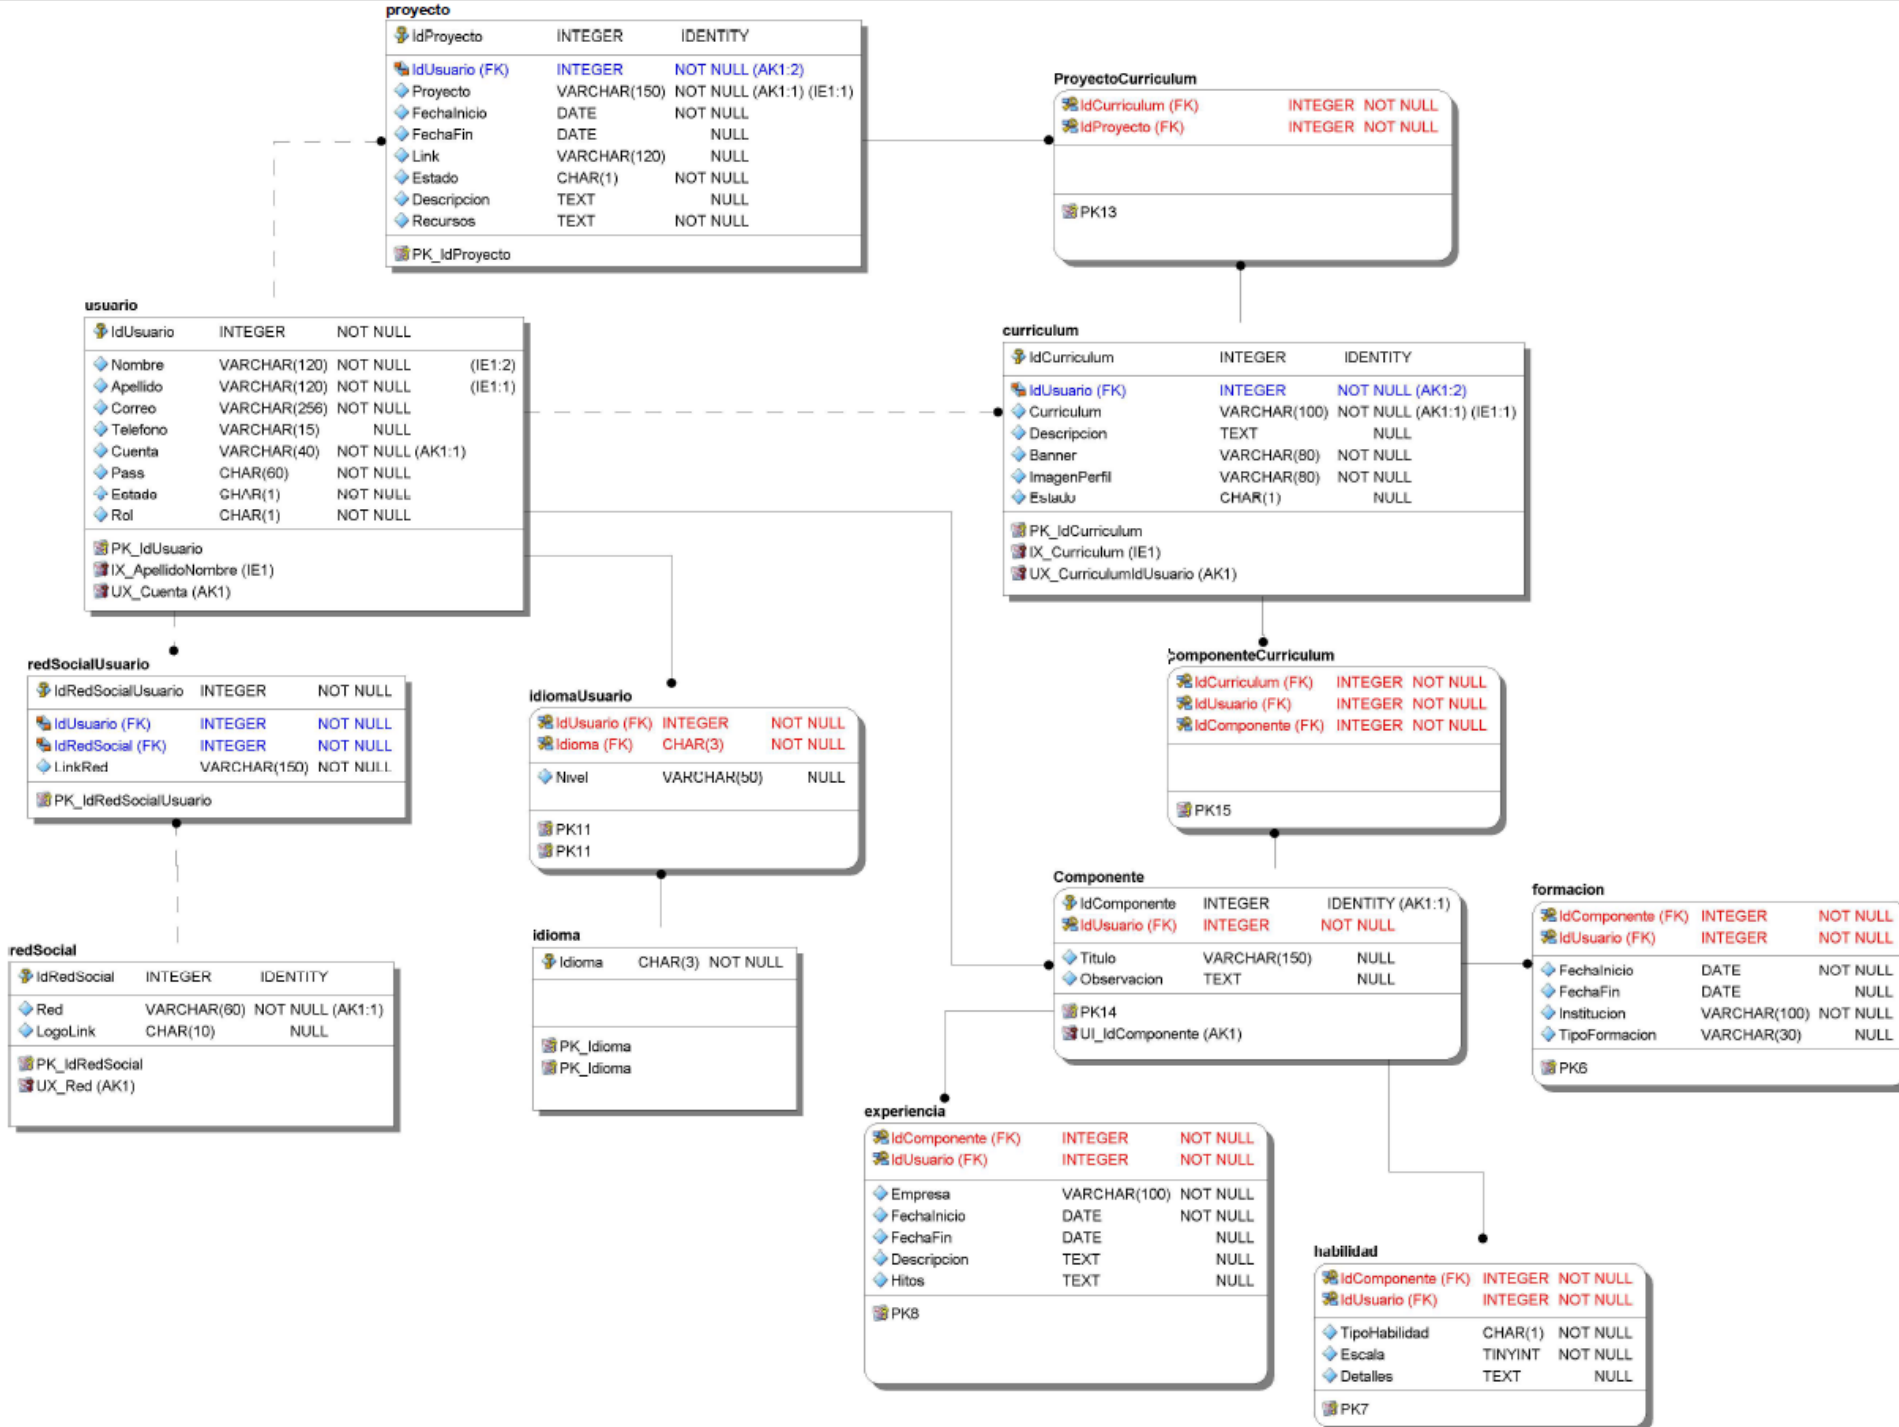 proyecto
IdProyecto INTEGER IDENTITY
IdUsuario (FK) INTEGER NOT NULL (AK1:2)
Proyecto VARCHAR(150) NOT NULL (AK1:1) (IE1:1)
FechaInicio DATE NOT NULL
FechaFin DATE NULL
Link VARCHAR(120) NULL
Estado CHAR(1) NOT NULL
Descripcion TEXT NULL
Recursos TEXT NOT NULL
PK_IdProyecto
ProyectoCurriculum
IdCurriculum (FK) INTEGER NOT NULL
IdProyecto (FK) INTEGER NOT NULL
PK13
usuario
IdUsuario INTEGER NOT NULL
Nombre VARCHAR(120) NOT NULL (IE1:2)
Apellido VARCHAR(120) NOT NULL (IE1:1)
Correo VARCHAR(256) NOT NULL
Telefono VARCHAR(15) NULL
Cuenta VARCHAR(40) NOT NULL (AK1:1)
Pass CHAR(60) NOT NULL
Estado CHAR(1) NOT NULL
Rol CHAR(1) NOT NULL
PK_IdUsuario
IX_ApellidoNombre (IE1)
UX_Cuenta (AK1)
curriculum
IdCurriculum INTEGER IDENTITY
IdUsuario (FK) INTEGER NOT NULL (AK1:2)
Curriculum VARCHAR(100) NOT NULL (AK1:1) (IE1:1)
Descripcion TEXT NULL
Banner VARCHAR(80) NOT NULL
ImagenPerfil VARCHAR(80) NOT NULL
Estado CHAR(1) NULL
PK_IdCurriculum
IX_Curriculum (IE1)
UX_CurriculumIdUsuario (AK1)
redSocialUsuario
IdRedSocialUsuario INTEGER NOT NULL
IdUsuario (FK) INTEGER NOT NULL
IdRedSocial (FK) INTEGER NOT NULL
LinkRed VARCHAR(150) NOT NULL
PK_IdRedSocialUsuario
idiomaUsuario
IdUsuario (FK) INTEGER NOT NULL
Idioma (FK) CHAR(3) NOT NULL
Nivel VARCHAR(50) NULL
PK11
PK11
componenteCurriculum
IdCurriculum (FK) INTEGER NOT NULL
IdUsuario (FK) INTEGER NOT NULL
IdComponente (FK) INTEGER NOT NULL
PK15
redSocial
IdRedSocial INTEGER IDENTITY
Red VARCHAR(60) NOT NULL (AK1:1)
LogoLink CHAR(10) NULL
PK_IdRedSocial
UX_Red (AK1)
idioma
Idioma CHAR(3) NOT NULL
PK_Idioma
PK_Idioma
Componente
IdComponente INTEGER IDENTITY (AK1:1)
IdUsuario (FK) INTEGER NOT NULL
Titulo VARCHAR(150) NULL
Observacion TEXT NULL
PK14
UI_IdComponente (AK1)
formacion
IdComponente (FK) INTEGER NOT NULL
IdUsuario (FK) INTEGER NOT NULL
FechaInicio DATE NOT NULL
FechaFin DATE NULL
Institucion VARCHAR(100) NOT NULL
TipoFormacion VARCHAR(30) NULL
PK6
experiencia
IdComponente (FK) INTEGER NOT NULL
IdUsuario (FK) INTEGER NOT NULL
Empresa VARCHAR(100) NOT NULL
FechaInicio DATE NOT NULL
FechaFin DATE NULL
Descripcion TEXT NULL
Hitos TEXT NULL
PK8
habilidad
IdComponente (FK) INTEGER NOT NULL
IdUsuario (FK) INTEGER NOT NULL
TipoHabilidad CHAR(1) NOT NULL
Escala TINYINT NOT NULL
Detalles TEXT NULL
PK7